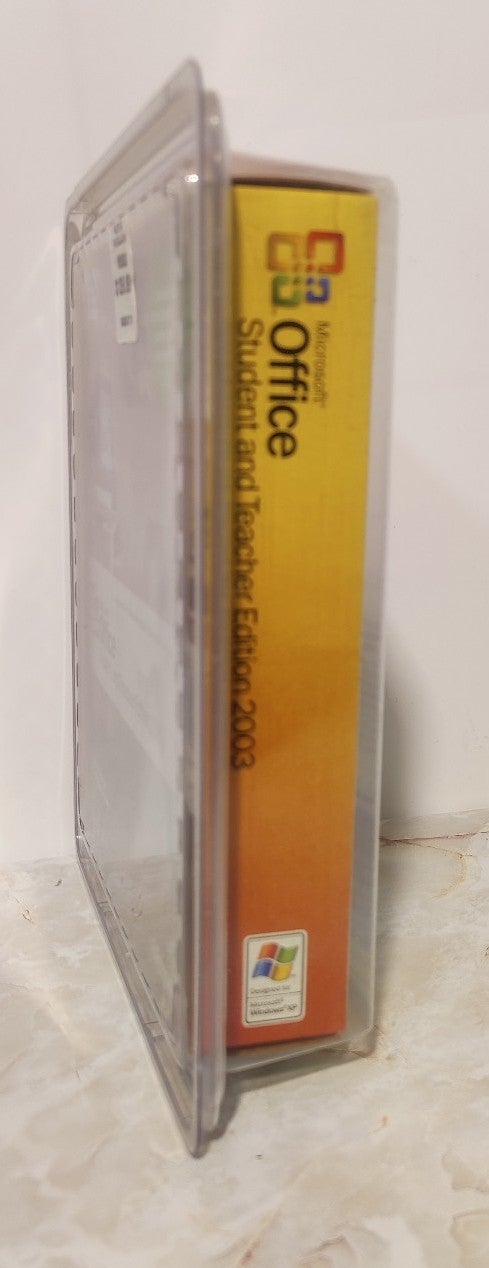 Microsoft
Office
Student and Teacher Edition 2003
Designed for
Microsoft®
Windows® XP